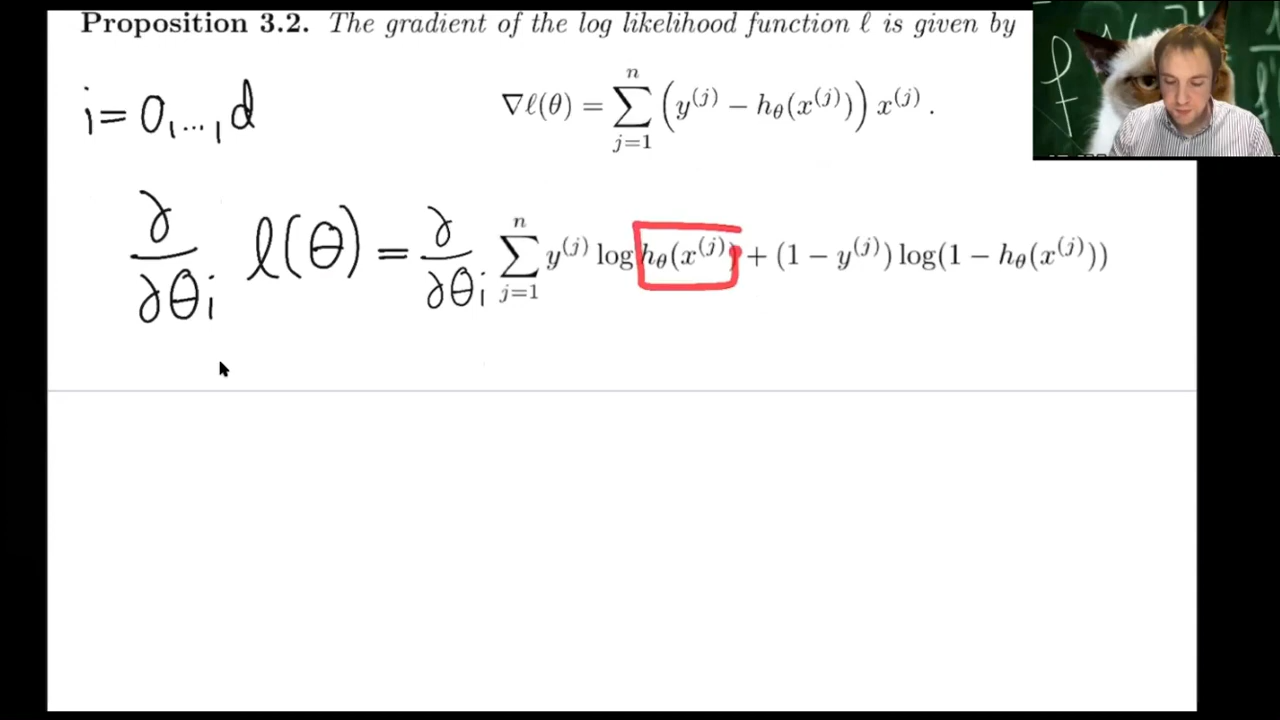 Proposition 3.2. The gradient of the log likelihood function ℓ is given by
i = 0, ..., d
∇ℓ(θ) = ∑_{j=1}^{n} (y^{(j)} − h_θ(x^{(j)})) x^{(j)} .
∂/∂θ_i ℓ(θ) = ∂/∂θ_i ∑_{j=1}^{n} y^{(j)} log h_θ(x^{(j)}) + (1 − y^{(j)}) log(1 − h_θ(x^{(j)}))